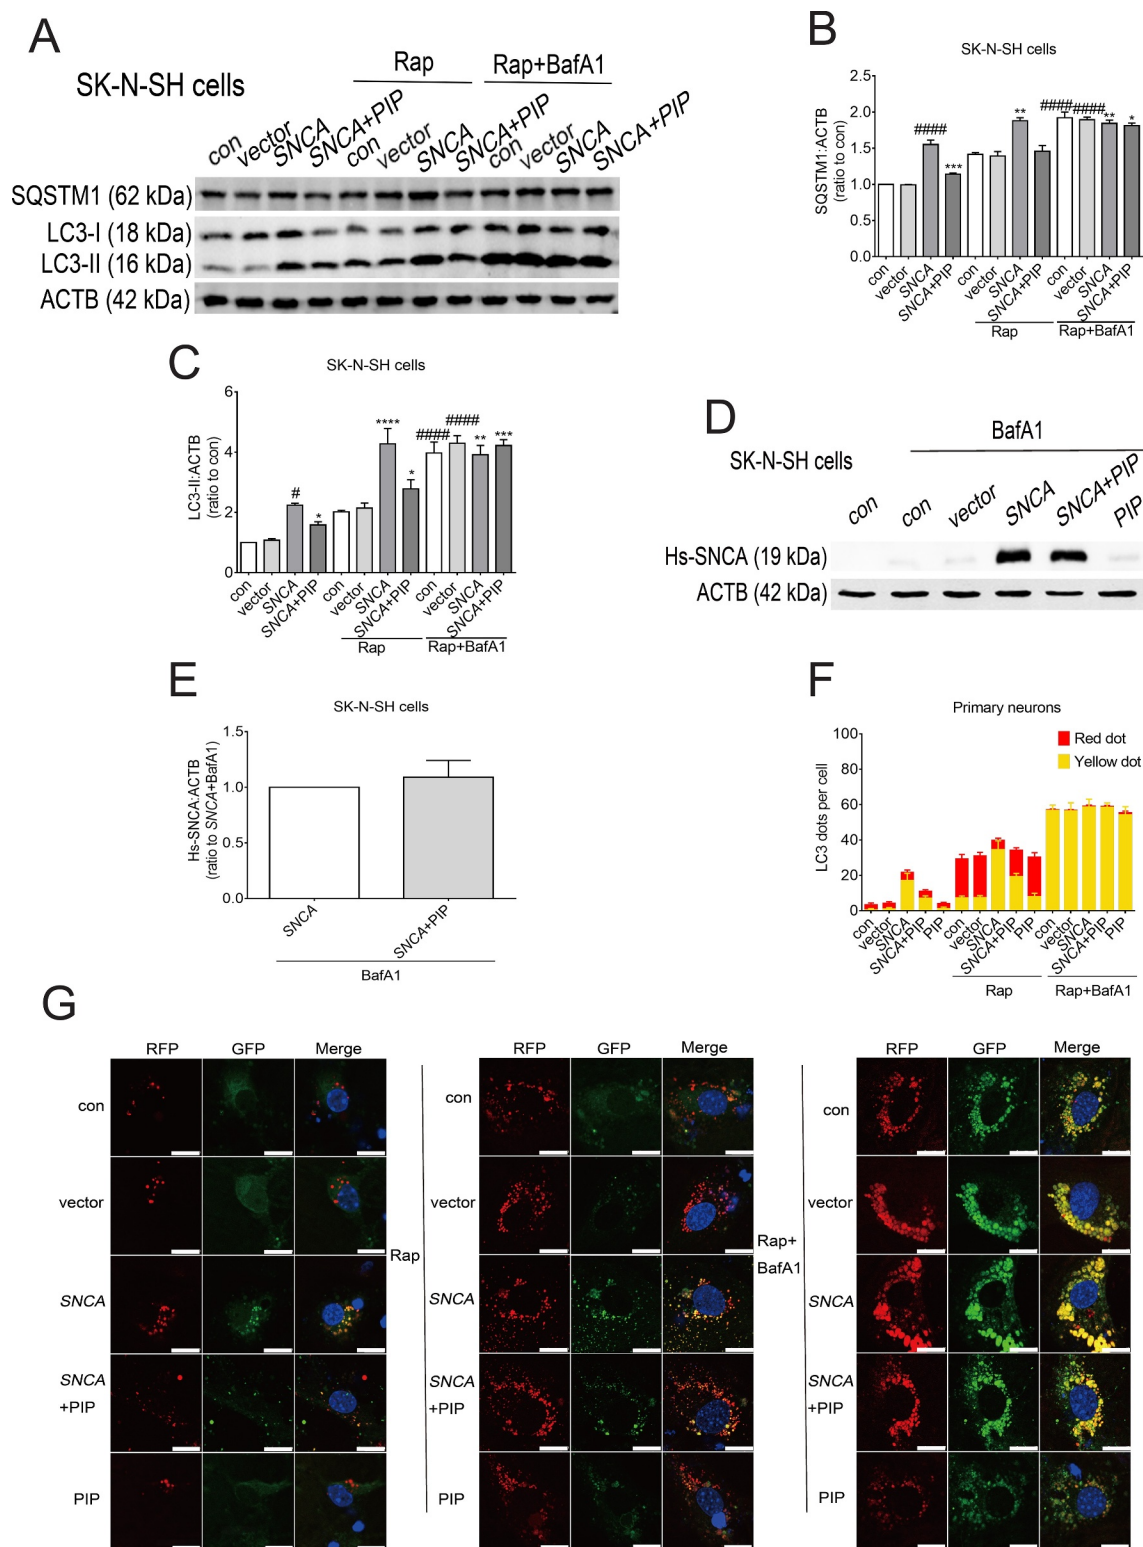 A
SK-N-SH cells
Rap
Rap+BafA1
con
vector
SNCA
SNCA+PIP
con
vector
SNCA
SNCA+PIP
con
vector
SNCA
SNCA+PIP
SQSTM1 (62 kDa)
LC3-I (18 kDa)
LC3-II (16 kDa)
ACTB (42 kDa)
B
SK-N-SH cells
SQSTM1:ACTB
(ratio to con)
2.5
2.0
1.5
1.0
0.5
0.0
####
***
**
####
####
**
*
con
vector
SNCA
SNCA+PIP
con
vector
SNCA
SNCA+PIP
con
vector
SNCA
SNCA+PIP
Rap
Rap+BafA1
C
SK-N-SH cells
LC3-II:ACTB
(ratio to con)
6
4
2
0
#
*
****
*
####
####
**
***
con
vector
SNCA
SNCA+PIP
con
vector
SNCA
SNCA+PIP
con
vector
SNCA
SNCA+PIP
Rap
Rap+BafA1
D
BafA1
SK-N-SH cells
con
con
vector
SNCA
SNCA+PIP
PIP
Hs-SNCA (19 kDa)
ACTB (42 kDa)
E
SK-N-SH cells
Hs-SNCA:ACTB
(ratio to SNCA+BafA1)
1.5
1.0
0.5
0.0
SNCA
SNCA+PIP
BafA1
F
Primary neurons
Red dot
Yellow dot
LC3 dots per cell
100
80
60
40
20
0
con
vector
SNCA
SNCA+PIP
PIP
con
vector
SNCA
SNCA+PIP
PIP
con
vector
SNCA
SNCA+PIP
PIP
Rap
Rap+BafA1
G
RFP GFP Merge
con
vector
SNCA
SNCA
+PIP
PIP
Rap
RFP GFP Merge
con
vector
SNCA
SNCA
+PIP
PIP
Rap+
BafA1
RFP GFP Merge
con
vector
SNCA
SNCA
+PIP
PIP